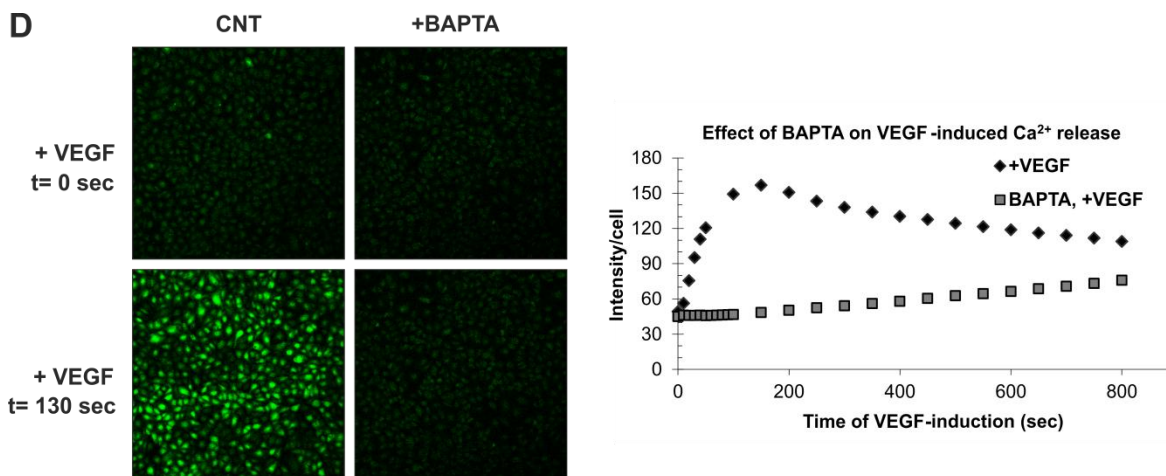 D
CNT
+BAPTA
+ VEGF
t= 0 sec
+ VEGF
t= 130 sec
Effect of BAPTA on VEGF-induced Ca²⁺ release
180
150
120
90
60
30
0
Intensity/cell
+VEGF
BAPTA, +VEGF
0
200
400
600
800
Time of VEGF-induction (sec)